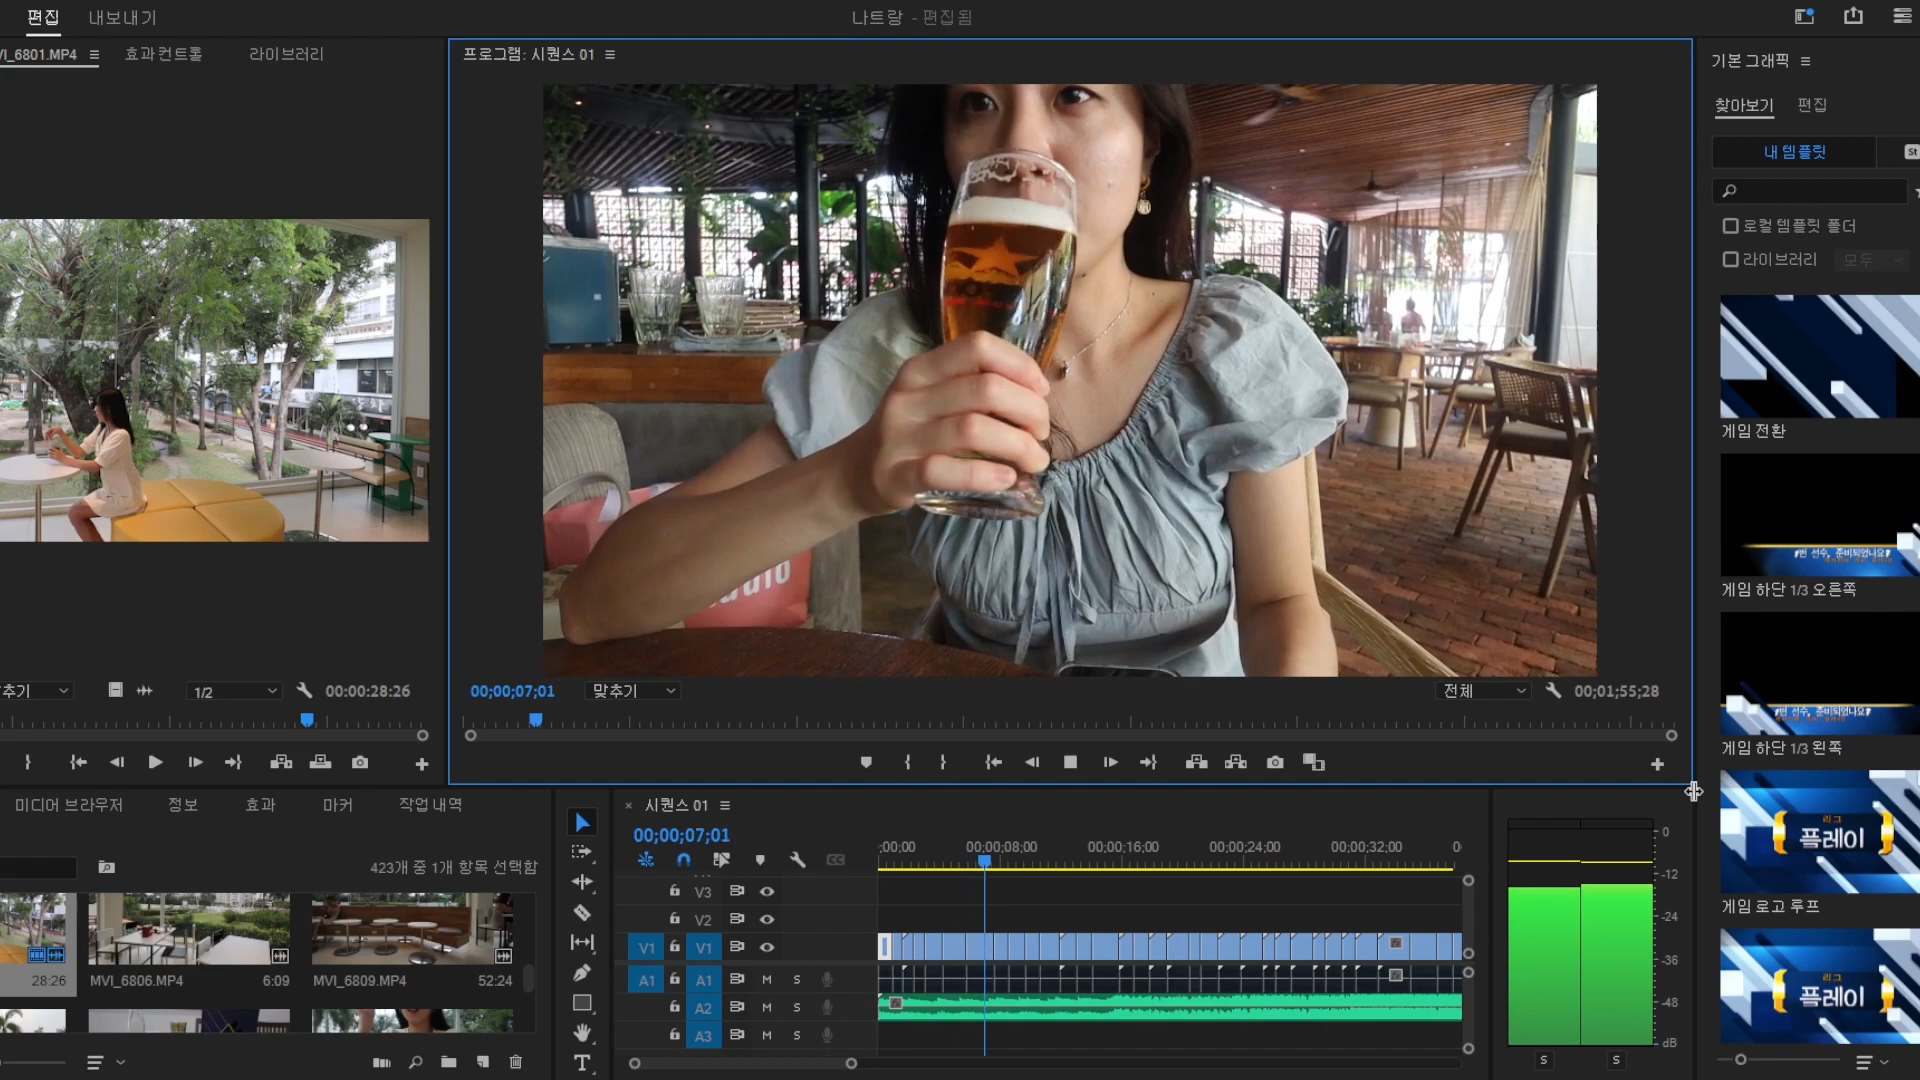 편집
내보내기
나트랑 - 편집됨
VI_6801.MP4
효과 컨트롤
라이브러리
프로그램: 시퀀스 01
기본 그래픽
찾아보기
편집
내 템플릿
St
로컬 템플릿 폴더
라이브러리
모두
게임 전환
게임 하단 1/3 오른쪽
게임 하단 1/3 왼쪽
리그
플레이
게임 로고 루프
리그
플레이
추기
1/2
00:00:28:26
00;00;07;01
맞추기
전체
00;01;55;28
미디어 브라우저
정보
효과
마커
작업 내역
423개 중 1개 항목 선택함
28:26
MVI_6806.MP4
6:09
MVI_6809.MP4
52:24
시퀀스 01
00;00;07;01
;00;00
00;00;08;00
00;00;16;00
00;00;24;00
00;00;32;00
0
V3
V2
V1
V1
A1
A1
M
S
A2
M
S
A3
M
S
0
-12
-24
-36
-48
dB
S
S